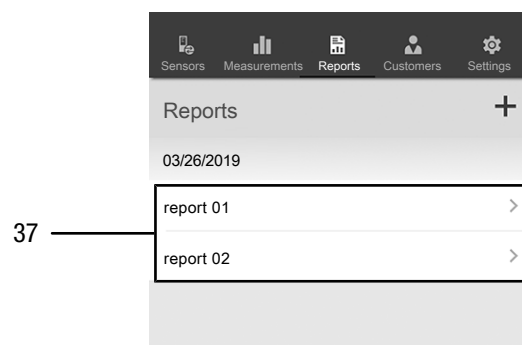 Sensors Measurements Reports Customers Settings
Reports +
03/26/2019
report 01 >
37
report 02 >